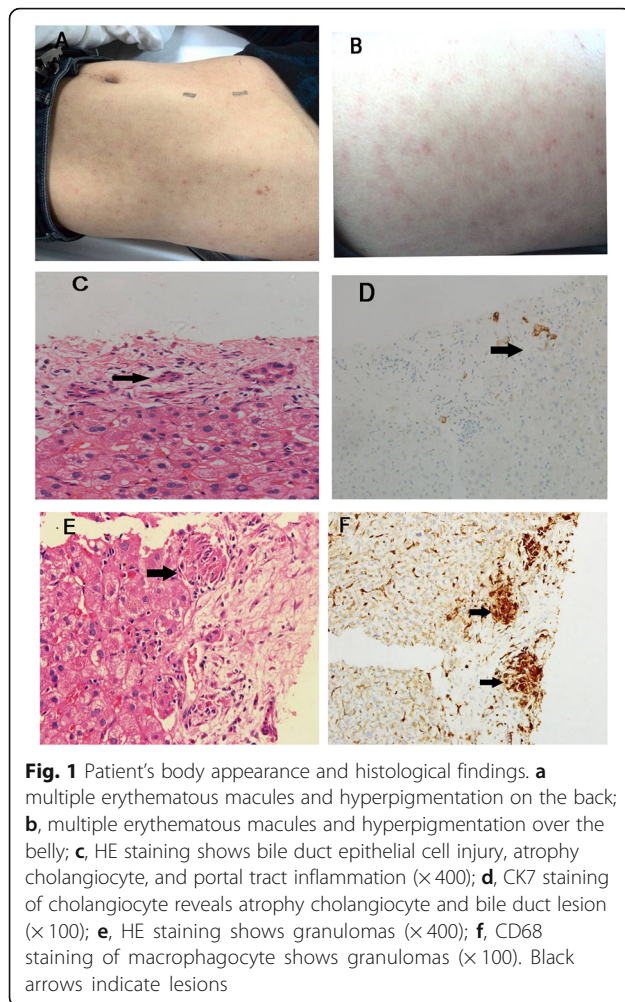 A
B
C
D
E
F
Fig. 1 Patient's body appearance and histological findings. a
multiple erythematous macules and hyperpigmentation on the back;
b, multiple erythematous macules and hyperpigmentation over the
belly; c, HE staining shows bile duct epithelial cell injury, atrophy
cholangiocyte, and portal tract inflammation (× 400); d, CK7 staining
of cholangiocyte reveals atrophy cholangiocyte and bile duct lesion
(× 100); e, HE staining shows granulomas (× 400); f, CD68
staining of macrophagocyte shows granulomas (× 100). Black
arrows indicate lesions